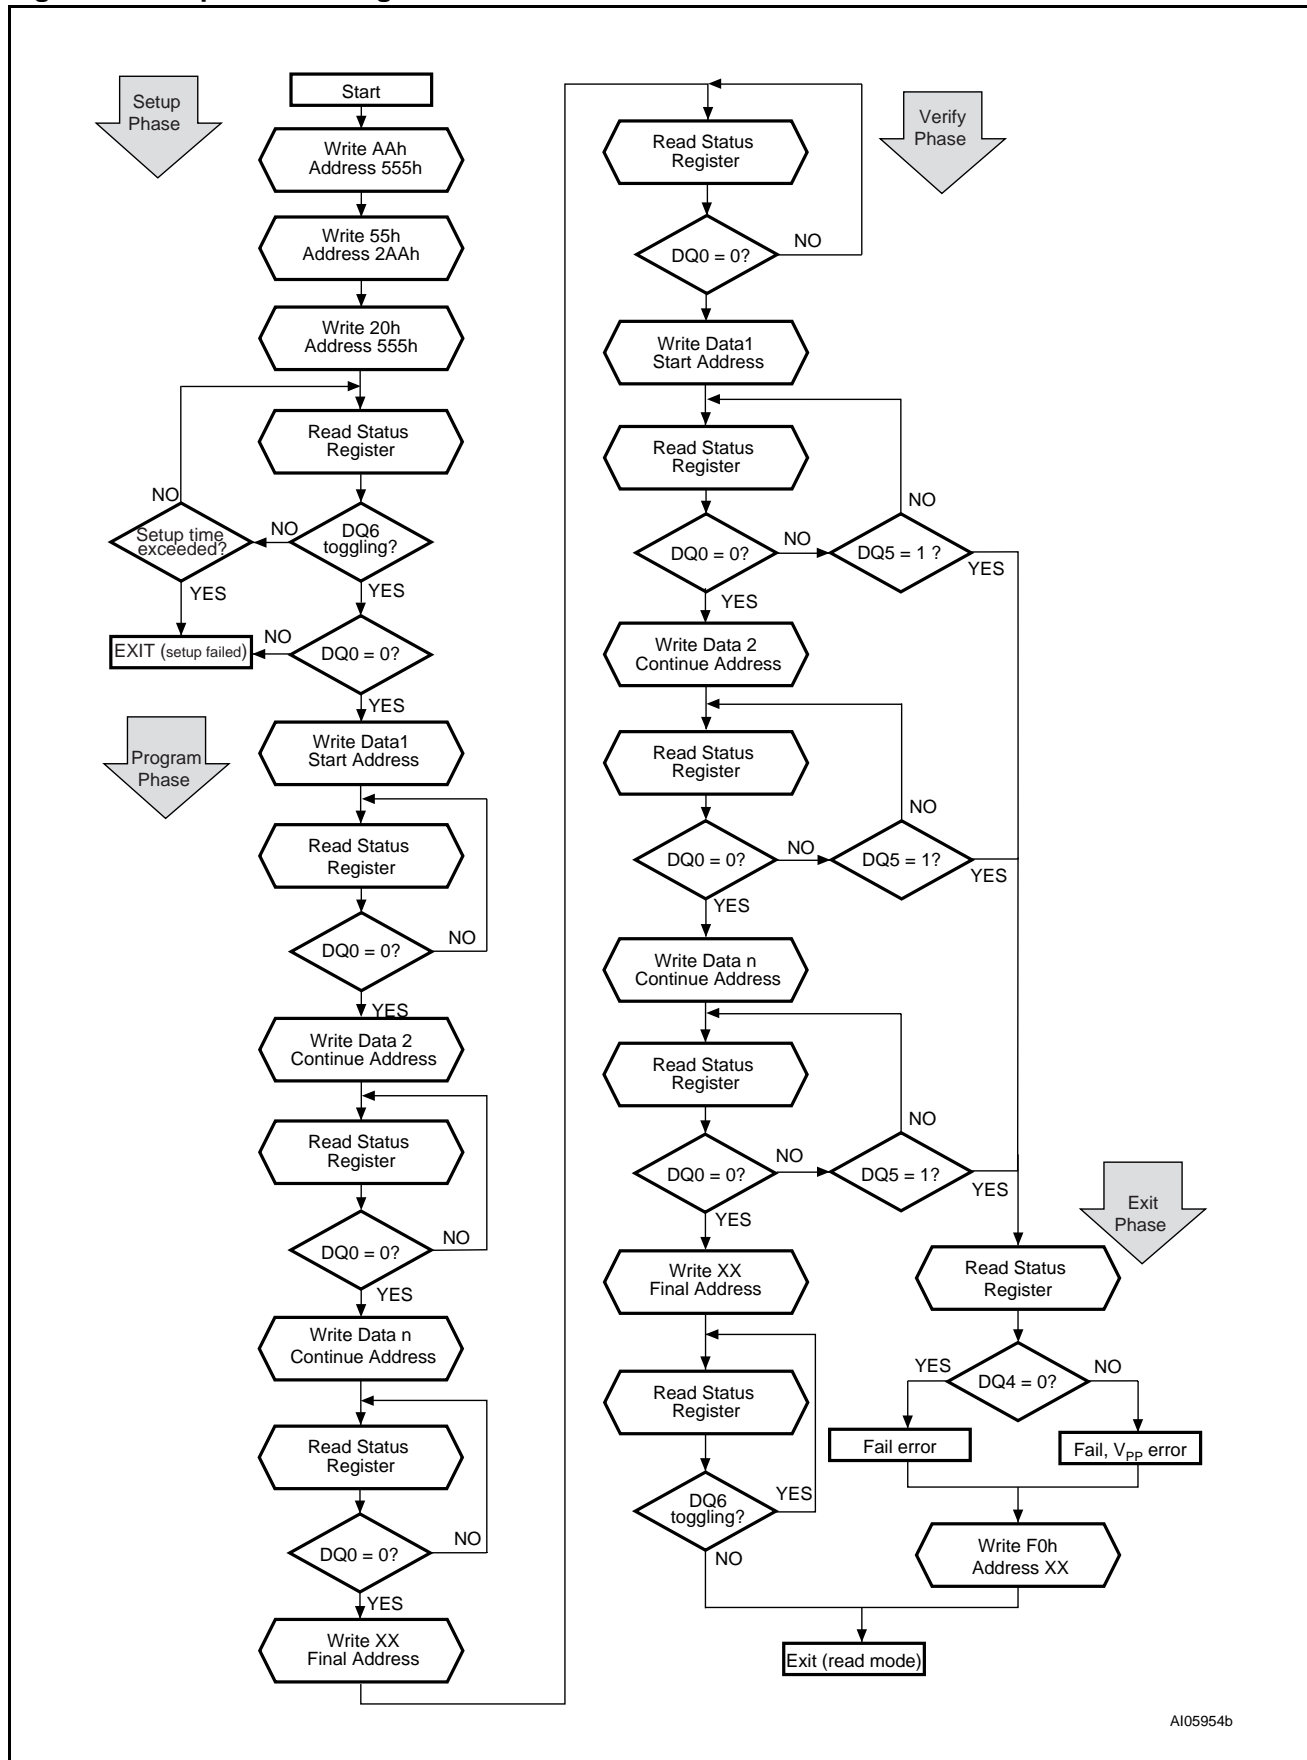 Setup
Phase
Start
Write AAh
Address 555h
Write 55h
Address 2AAh
Write 20h
Address 555h
Read Status
Register
NO
Setup time
exceeded?
NO
DQ6
toggling?
YES
YES
EXIT (setup failed)
NO
DQ0 = 0?
YES
Program
Phase
Write Data1
Start Address
Read Status
Register
DQ0 = 0?
NO
YES
Write Data 2
Continue Address
Read Status
Register
DQ0 = 0?
NO
YES
Write Data n
Continue Address
Read Status
Register
DQ0 = 0?
NO
YES
Write XX
Final Address
Verify
Phase
Read Status
Register
DQ0 = 0?
NO
Write Data1
Start Address
Read Status
Register
NO
DQ0 = 0?
NO
DQ5 = 1 ?
YES
YES
Write Data 2
Continue Address
Read Status
Register
NO
DQ0 = 0?
NO
DQ5 = 1?
YES
YES
Write Data n
Continue Address
Read Status
Register
NO
DQ0 = 0?
NO
DQ5 = 1?
YES
YES
Write XX
Final Address
Read Status
Register
DQ6
toggling?
YES
NO
Exit
Phase
Read Status
Register
YES
DQ4 = 0?
NO
Fail error
Fail, VPP error
Write F0h
Address XX
Exit (read mode)
AI05954b